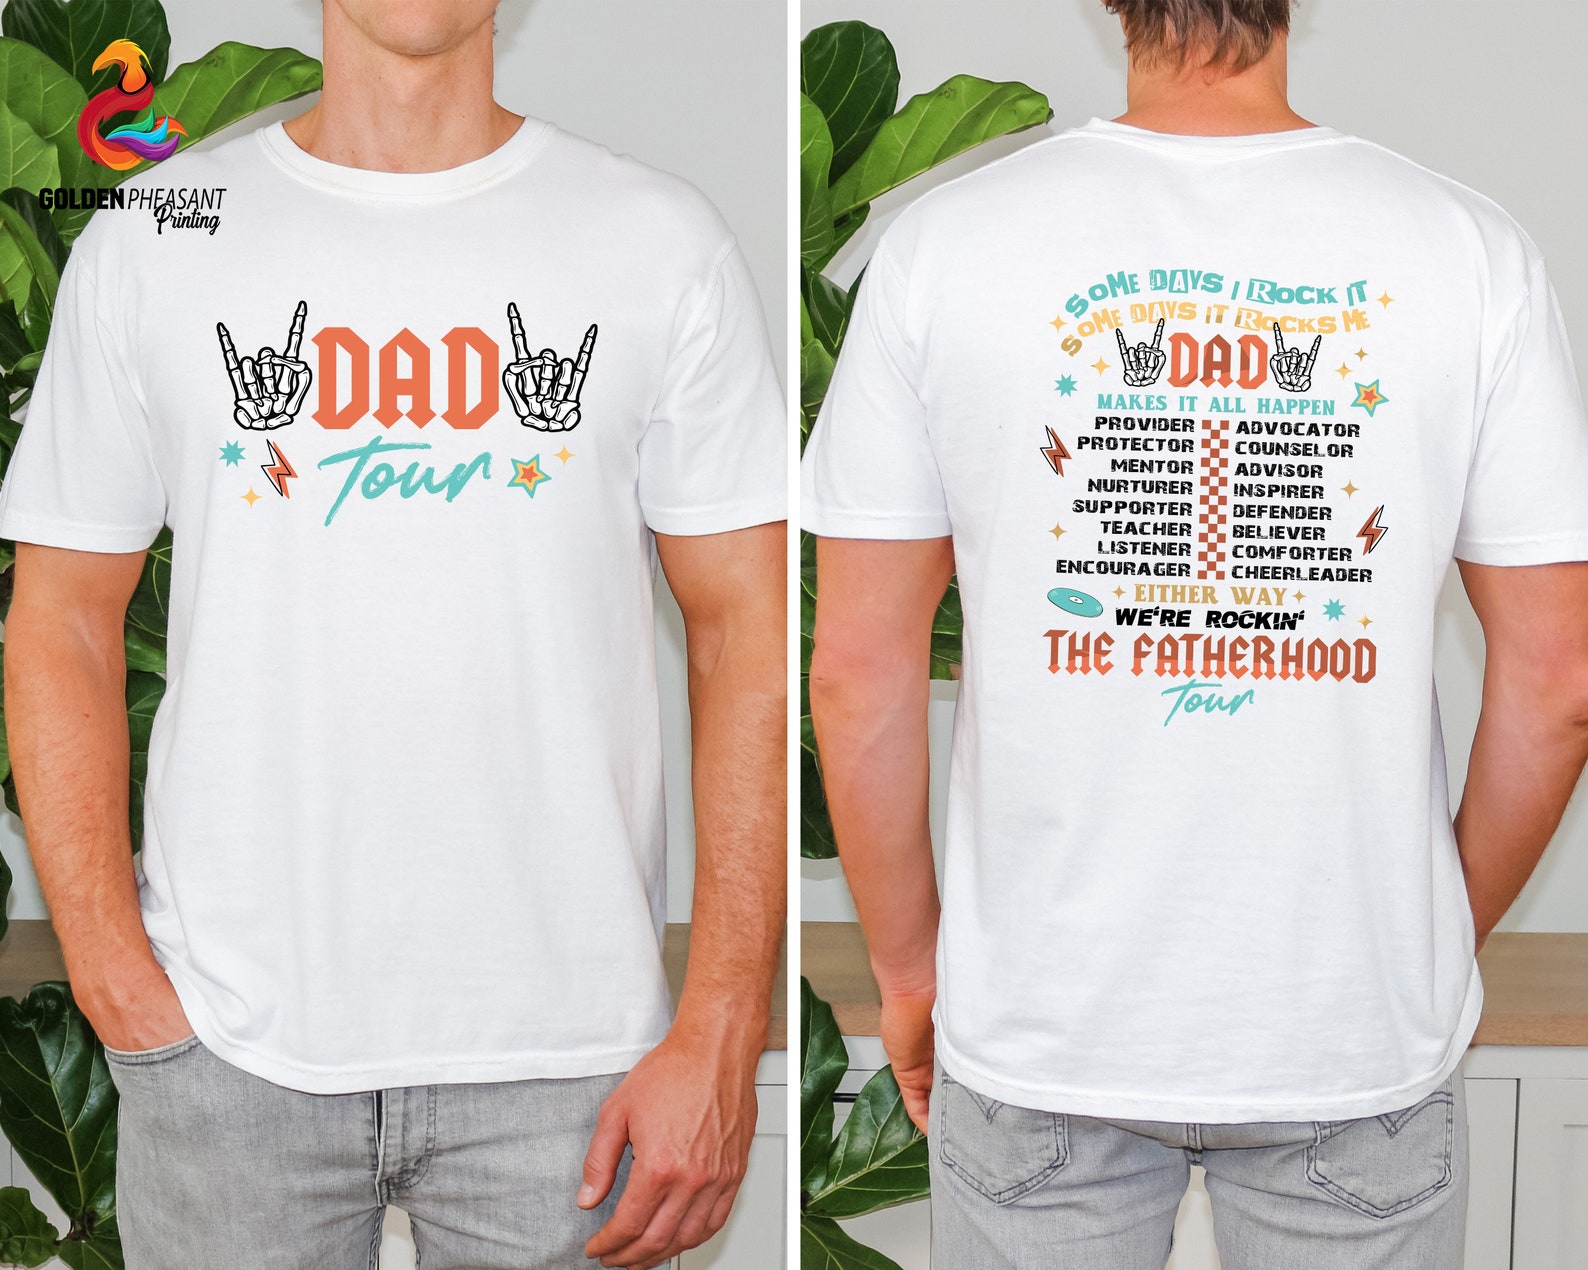 GOLDEN PHEASANT
Printing
DAD
Tour
SOME DAYS I ROCK IT
SOME DAYS IT ROCKS ME
DAD
MAKES IT ALL HAPPEN
PROVIDER ADVOCATOR
PROTECTOR COUNSELOR
MENTOR ADVISOR
NURTURER INSPIRER
SUPPORTER DEFENDER
TEACHER BELIEVER
LISTENER COMFORTER
ENCOURAGER CHEERLEADER
EITHER WAY
WE'RE ROCKIN'
THE FATHERHOOD
Tour